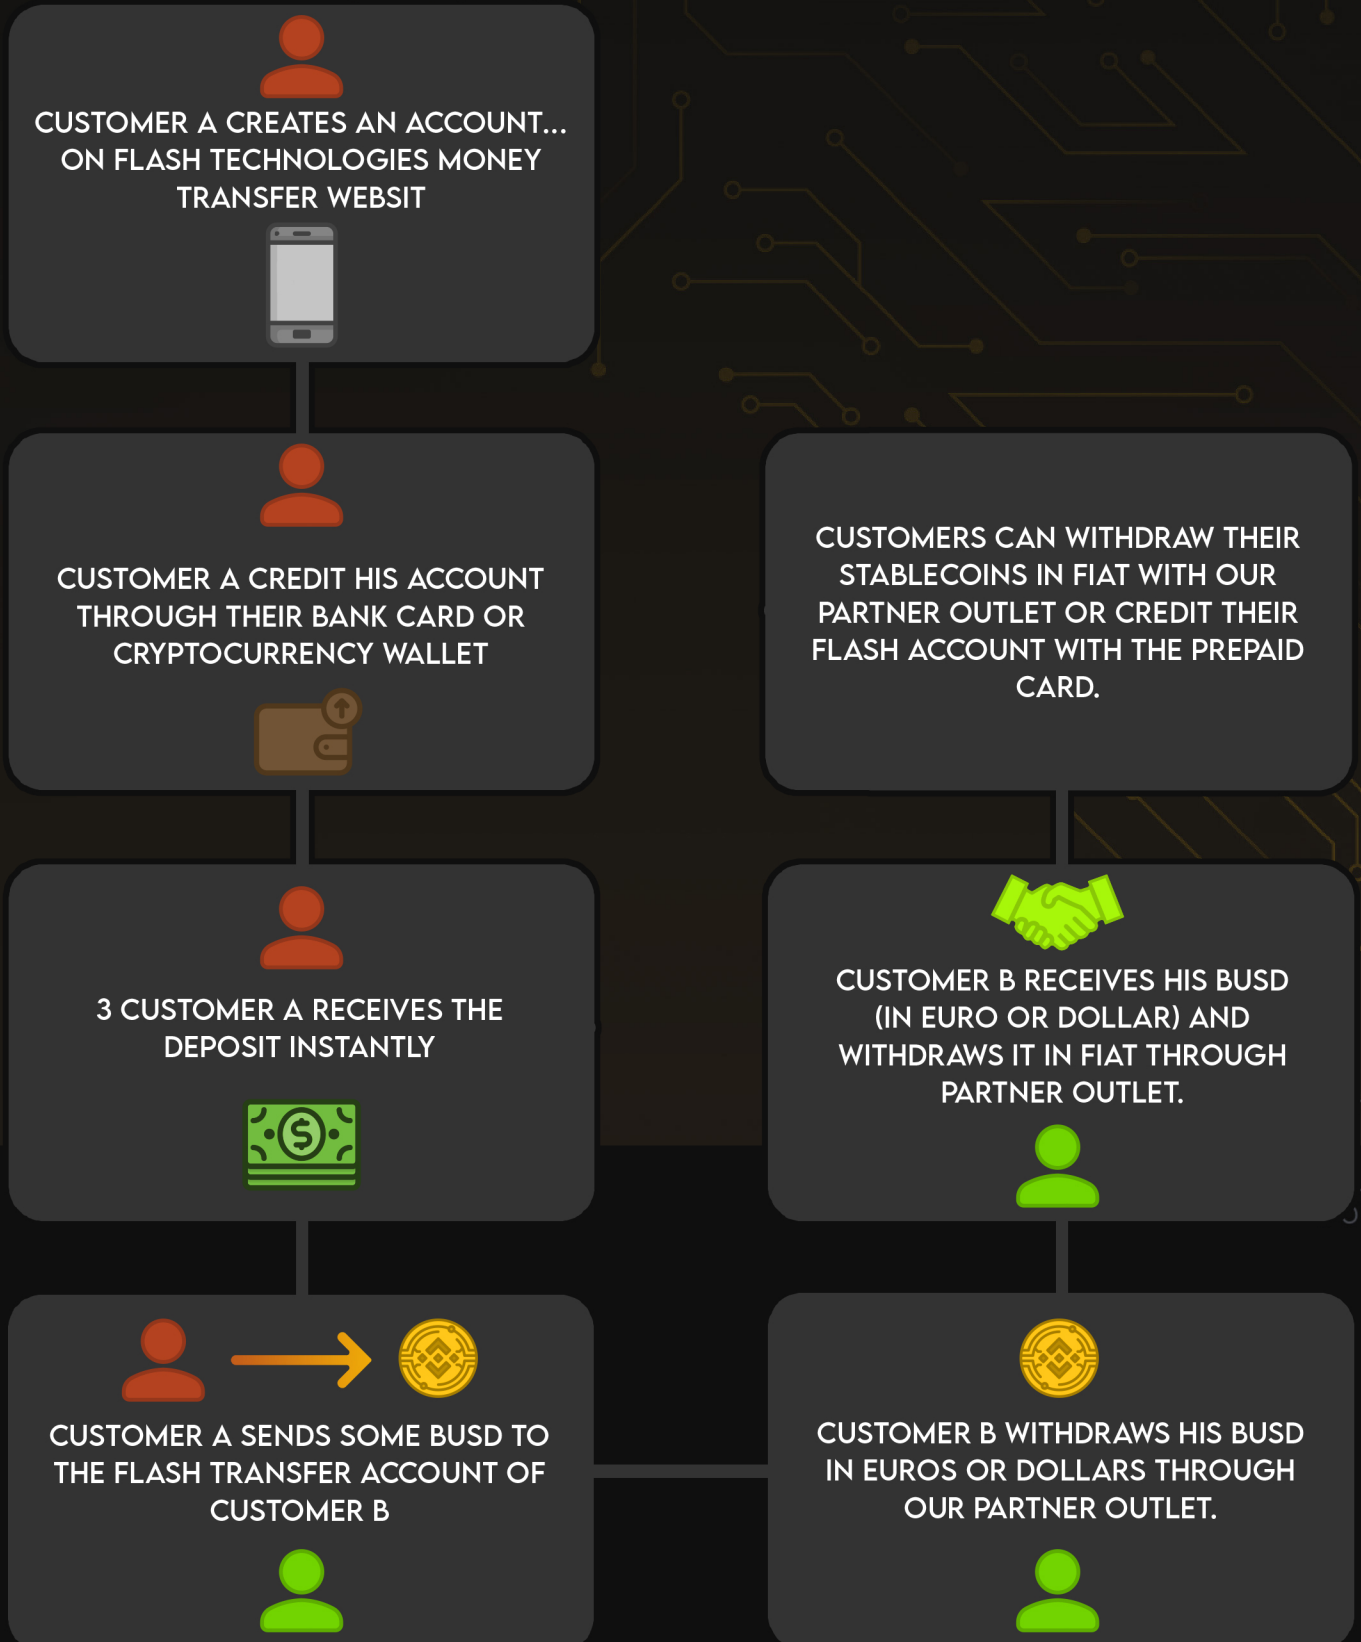 CUSTOMER A CREATES AN ACCOUNT...
ON FLASH TECHNOLOGIES MONEY
TRANSFER WEBSIT
CUSTOMER A CREDIT HIS ACCOUNT
THROUGH THEIR BANK CARD OR
CRYPTOCURRENCY WALLET
3 CUSTOMER A RECEIVES THE
DEPOSIT INSTANTLY
$
CUSTOMER A SENDS SOME BUSD TO
THE FLASH TRANSFER ACCOUNT OF
CUSTOMER B
CUSTOMER B WITHDRAWS HIS BUSD
IN EUROS OR DOLLARS THROUGH
OUR PARTNER OUTLET.
CUSTOMER B RECEIVES HIS BUSD
(IN EURO OR DOLLAR) AND
WITHDRAWS IT IN FIAT THROUGH
PARTNER OUTLET.
CUSTOMERS CAN WITHDRAW THEIR
STABLECOINS IN FIAT WITH OUR
PARTNER OUTLET OR CREDIT THEIR
FLASH ACCOUNT WITH THE PREPAID
CARD.